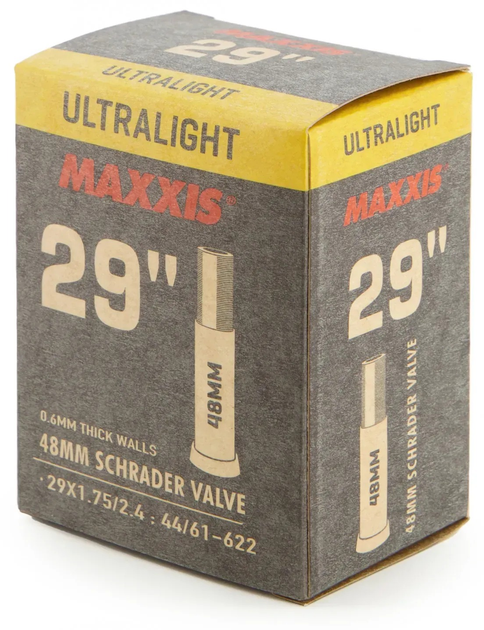 MAXXIS
29"
ULTRALIGHT
ULTRALIGHT
MAXXIS
29"
48MM
0.6MM THICK WALLS
48MM SCHRADER VALVE
·29X1.75/2.4 : 44/61-622
ULTRALIGHT
MAXXIS
29"
48MM
48MM SCHRADER VALVE